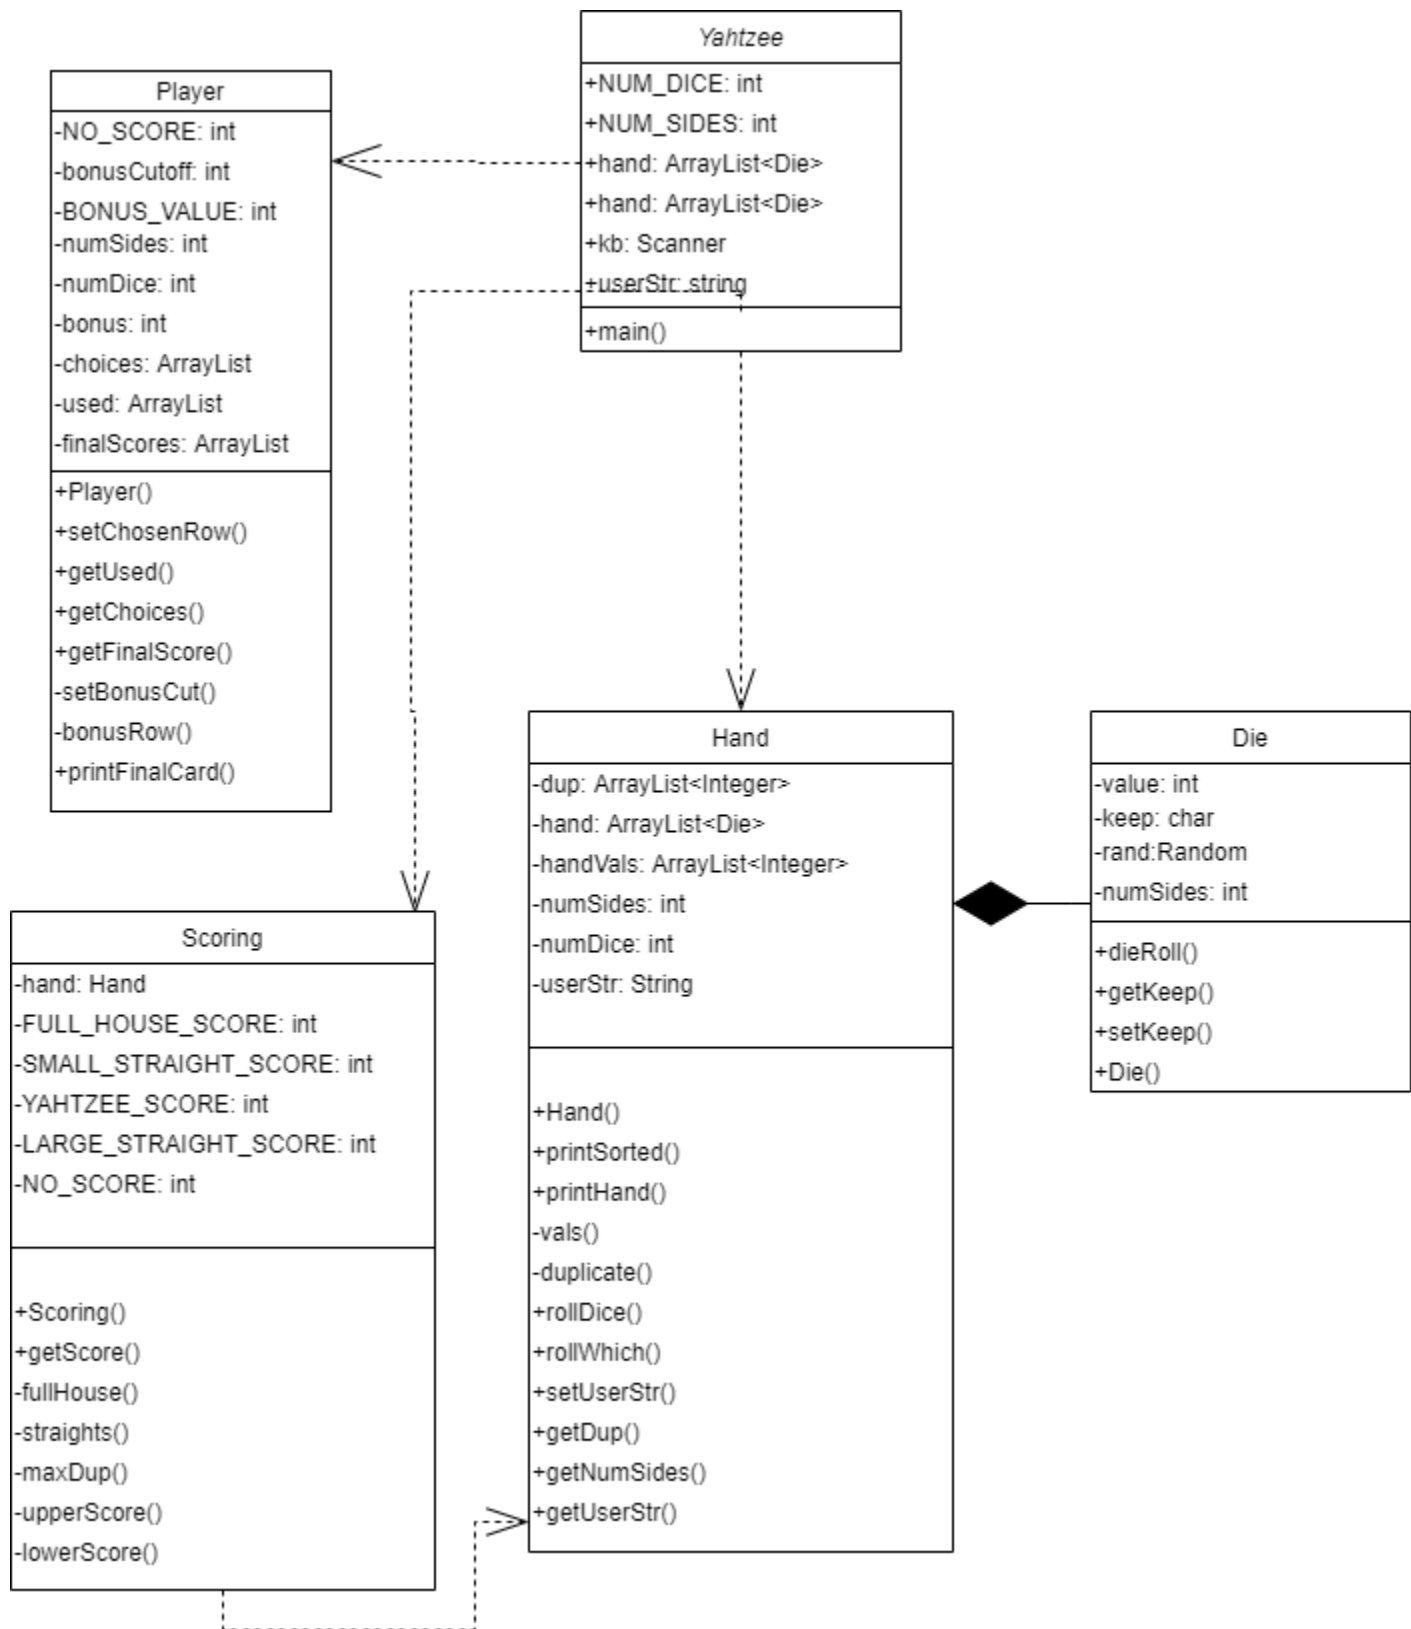 Yahtzee
+NUM_DICE: int
+NUM_SIDES: int
+hand: ArrayList<Die>
+hand: ArrayList<Die>
+kb: Scanner
+userStr: string
+main()
Player
-NO_SCORE: int
-bonusCutoff: int
-BONUS_VALUE: int
-numSides: int
-numDice: int
-bonus: int
-choices: ArrayList
-used: ArrayList
-finalScores: ArrayList
+Player()
+setChosenRow()
+getUsed()
+getChoices()
+getFinalScore()
-setBonusCut()
-bonusRow()
+printFinalCard()
Hand
-dup: ArrayList<Integer>
-hand: ArrayList<Die>
-handVals: ArrayList<Integer>
-numSides: int
-numDice: int
-userStr: String
+Hand()
+printSorted()
+printHand()
-vals()
-duplicate()
+rollDice()
+rollWhich()
+setUserStr()
+getDup()
+getNumSides()
+getUserStr()
Die
-value: int
-keep: char
-rand:Random
-numSides: int
+dieRoll()
+getKeep()
+setKeep()
+Die()
Scoring
-hand: Hand
-FULL_HOUSE_SCORE: int
-SMALL_STRAIGHT_SCORE: int
-YAHTZEE_SCORE: int
-LARGE_STRAIGHT_SCORE: int
-NO_SCORE: int
+Scoring()
+getScore()
-fullHouse()
-straights()
-maxDup()
-upperScore()
-lowerScore()